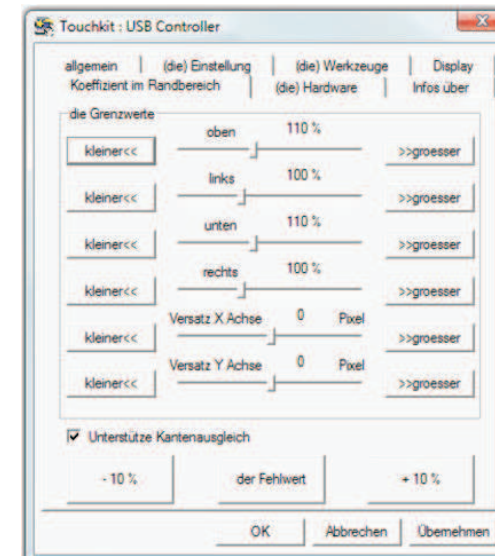 Touchkit : USB Controller
allgemein (die) Einstellung (die) Werkzeuge Display
Koeffizient im Randbereich (die) Hardware Infos über
die Grenzwerte
oben 110 %
kleiner<< >>groesser
links 100 %
kleiner<< >>groesser
unten 110 %
kleiner<< >>groesser
rechts 100 %
kleiner<< >>groesser
Versatz X Achse 0 Pixel
kleiner<< >>groesser
Versatz Y Achse 0 Pixel
kleiner<< >>groesser
Unterstütze Kantenausgleich
- 10 % der Fehlwert + 10 %
OK Abbrechen Übernehmen